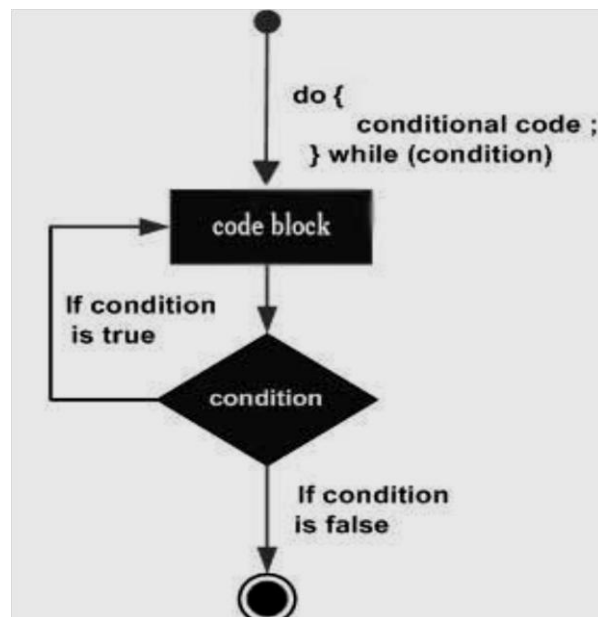 do {
conditional code ;
} while (condition)
code block
If condition
is true
condition
If condition
is false